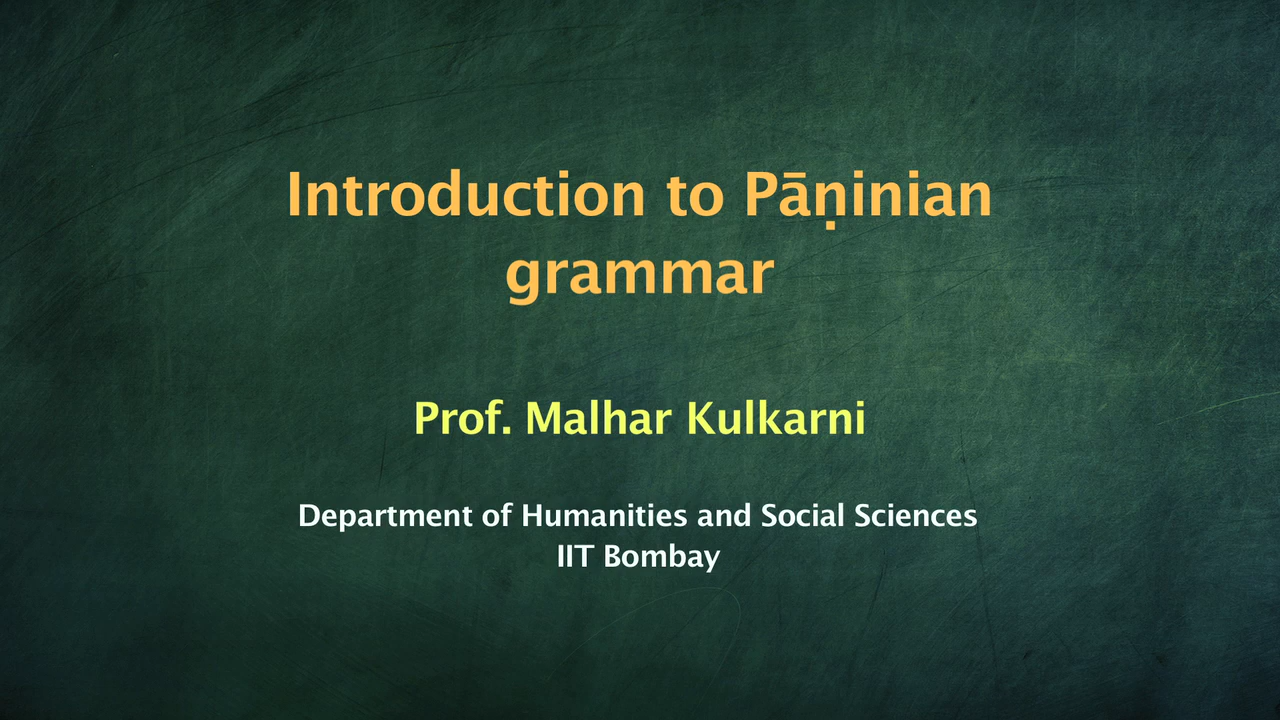 Introduction to Pāṇinian
grammar
Prof. Malhar Kulkarni
Department of Humanities and Social Sciences
IIT Bombay